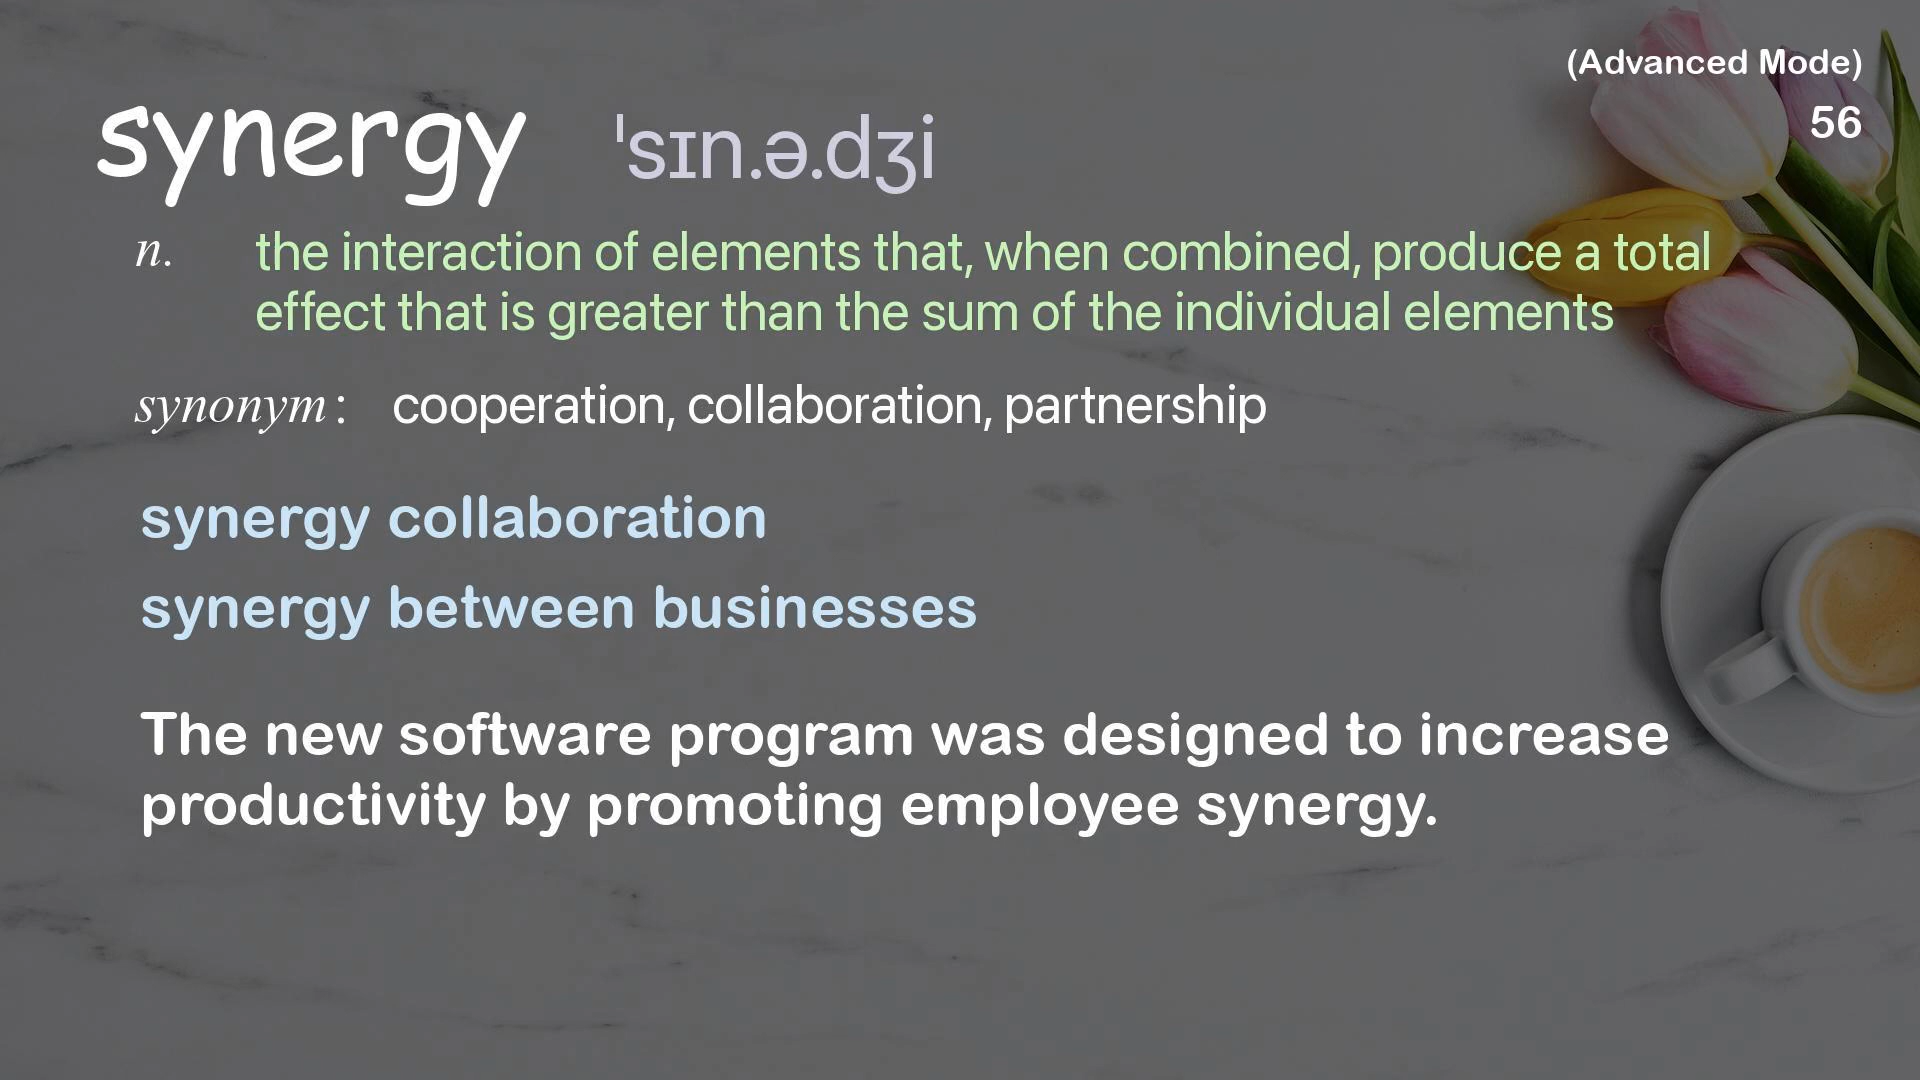 (Advanced Mode)
56
synergy ˈsɪn.ə.dʒi
n. the interaction of elements that, when combined, produce a total
effect that is greater than the sum of the individual elements
synonym: cooperation, collaboration, partnership
synergy collaboration
synergy between businesses
The new software program was designed to increase
productivity by promoting employee synergy.